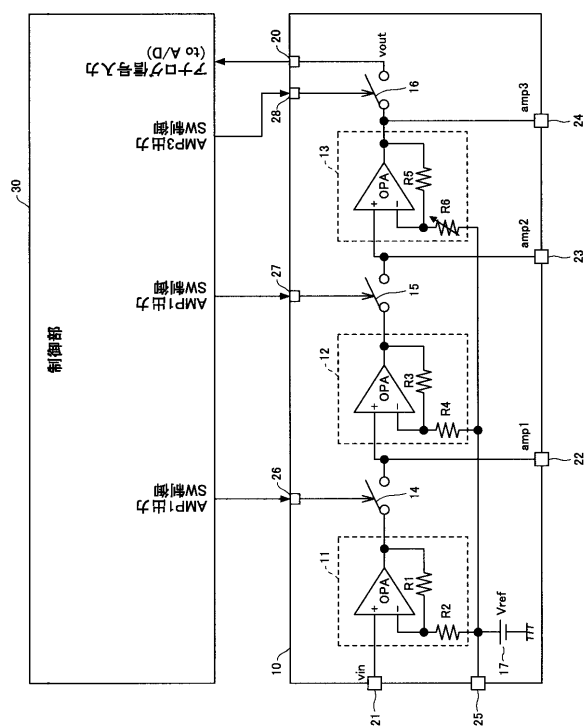 30
制御部
AMP1出力
SW制御
AMP1出力
SW制御
AMP3出力
SW制御
アナログ信号入力
(to A/D)
10
26
27
28
20
vout
11
12
13
14
15
16
OPA
+
−
R1
R2
OPA
+
−
R3
R4
OPA
+
−
R5
R6
vin
21
25
17
Vref
amp1
22
amp2
23
amp3
24